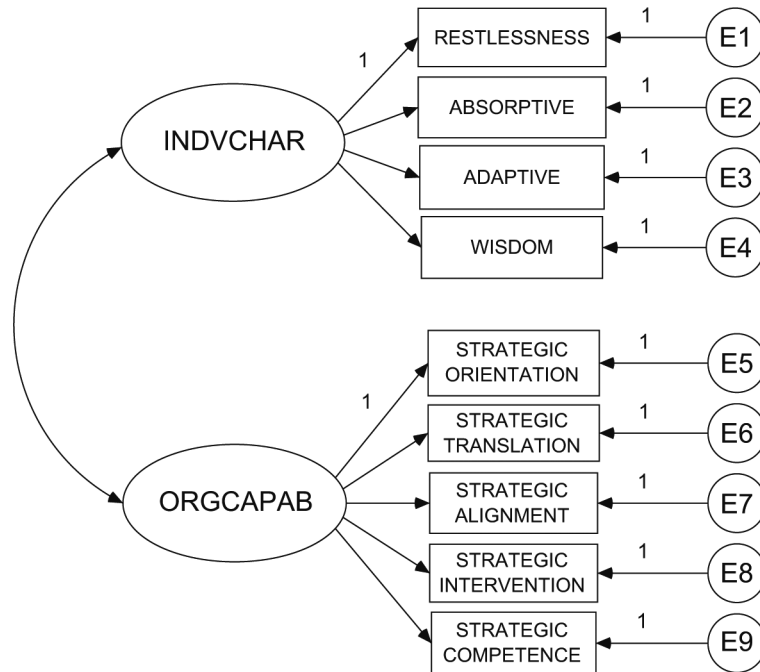 1
RESTLESSNESS
1
E1
INDVCHAR
ABSORPTIVE
1
E2
ADAPTIVE
1
E3
WISDOM
1
E4
1
STRATEGIC
ORIENTATION
1
E5
STRATEGIC
TRANSLATION
1
E6
ORGCAPAB
STRATEGIC
ALIGNMENT
1
E7
STRATEGIC
INTERVENTION
1
E8
STRATEGIC
COMPETENCE
1
E9